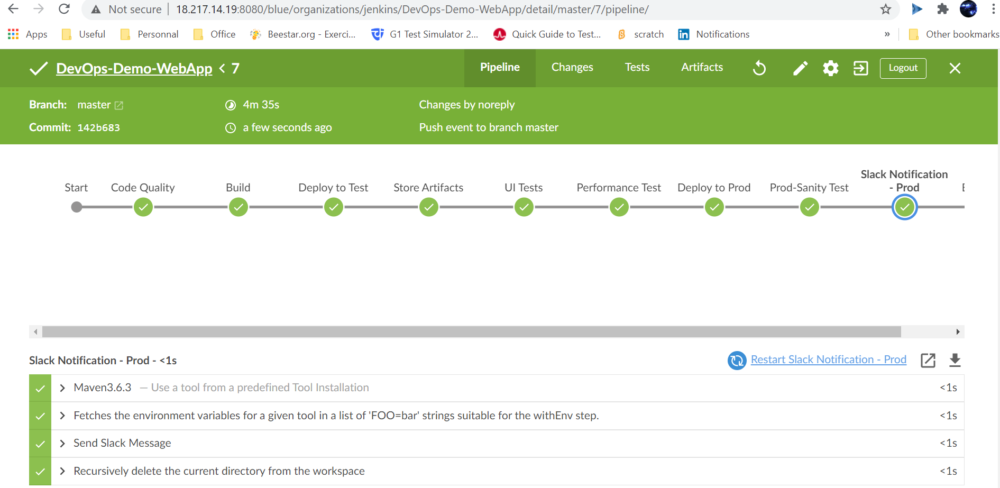 Not secure | 18.217.14.19:8080/blue/organizations/jenkins/DevOps-Demo-WebApp/detail/master/7/pipeline/
Apps Useful Personnal Office Beestar.org - Exerci... G1 Test Simulator 2... Quick Guide to Test... scratch Notifications » Other bookmarks
DevOps-Demo-WebApp < 7 Pipeline Changes Tests Artifacts Logout
Branch: master 4m 35s Changes by noreply
Commit: 142b683 a few seconds ago Push event to branch master
Slack Notification
Start Code Quality Build Deploy to Test Store Artifacts UI Tests Performance Test Deploy to Prod Prod-Sanity Test - Prod
Slack Notification - Prod - <1s Restart Slack Notification - Prod
Maven3.6.3 — Use a tool from a predefined Tool Installation <1s
Fetches the environment variables for a given tool in a list of 'FOO=bar' strings suitable for the withEnv step. <1s
Send Slack Message <1s
Recursively delete the current directory from the workspace <1s